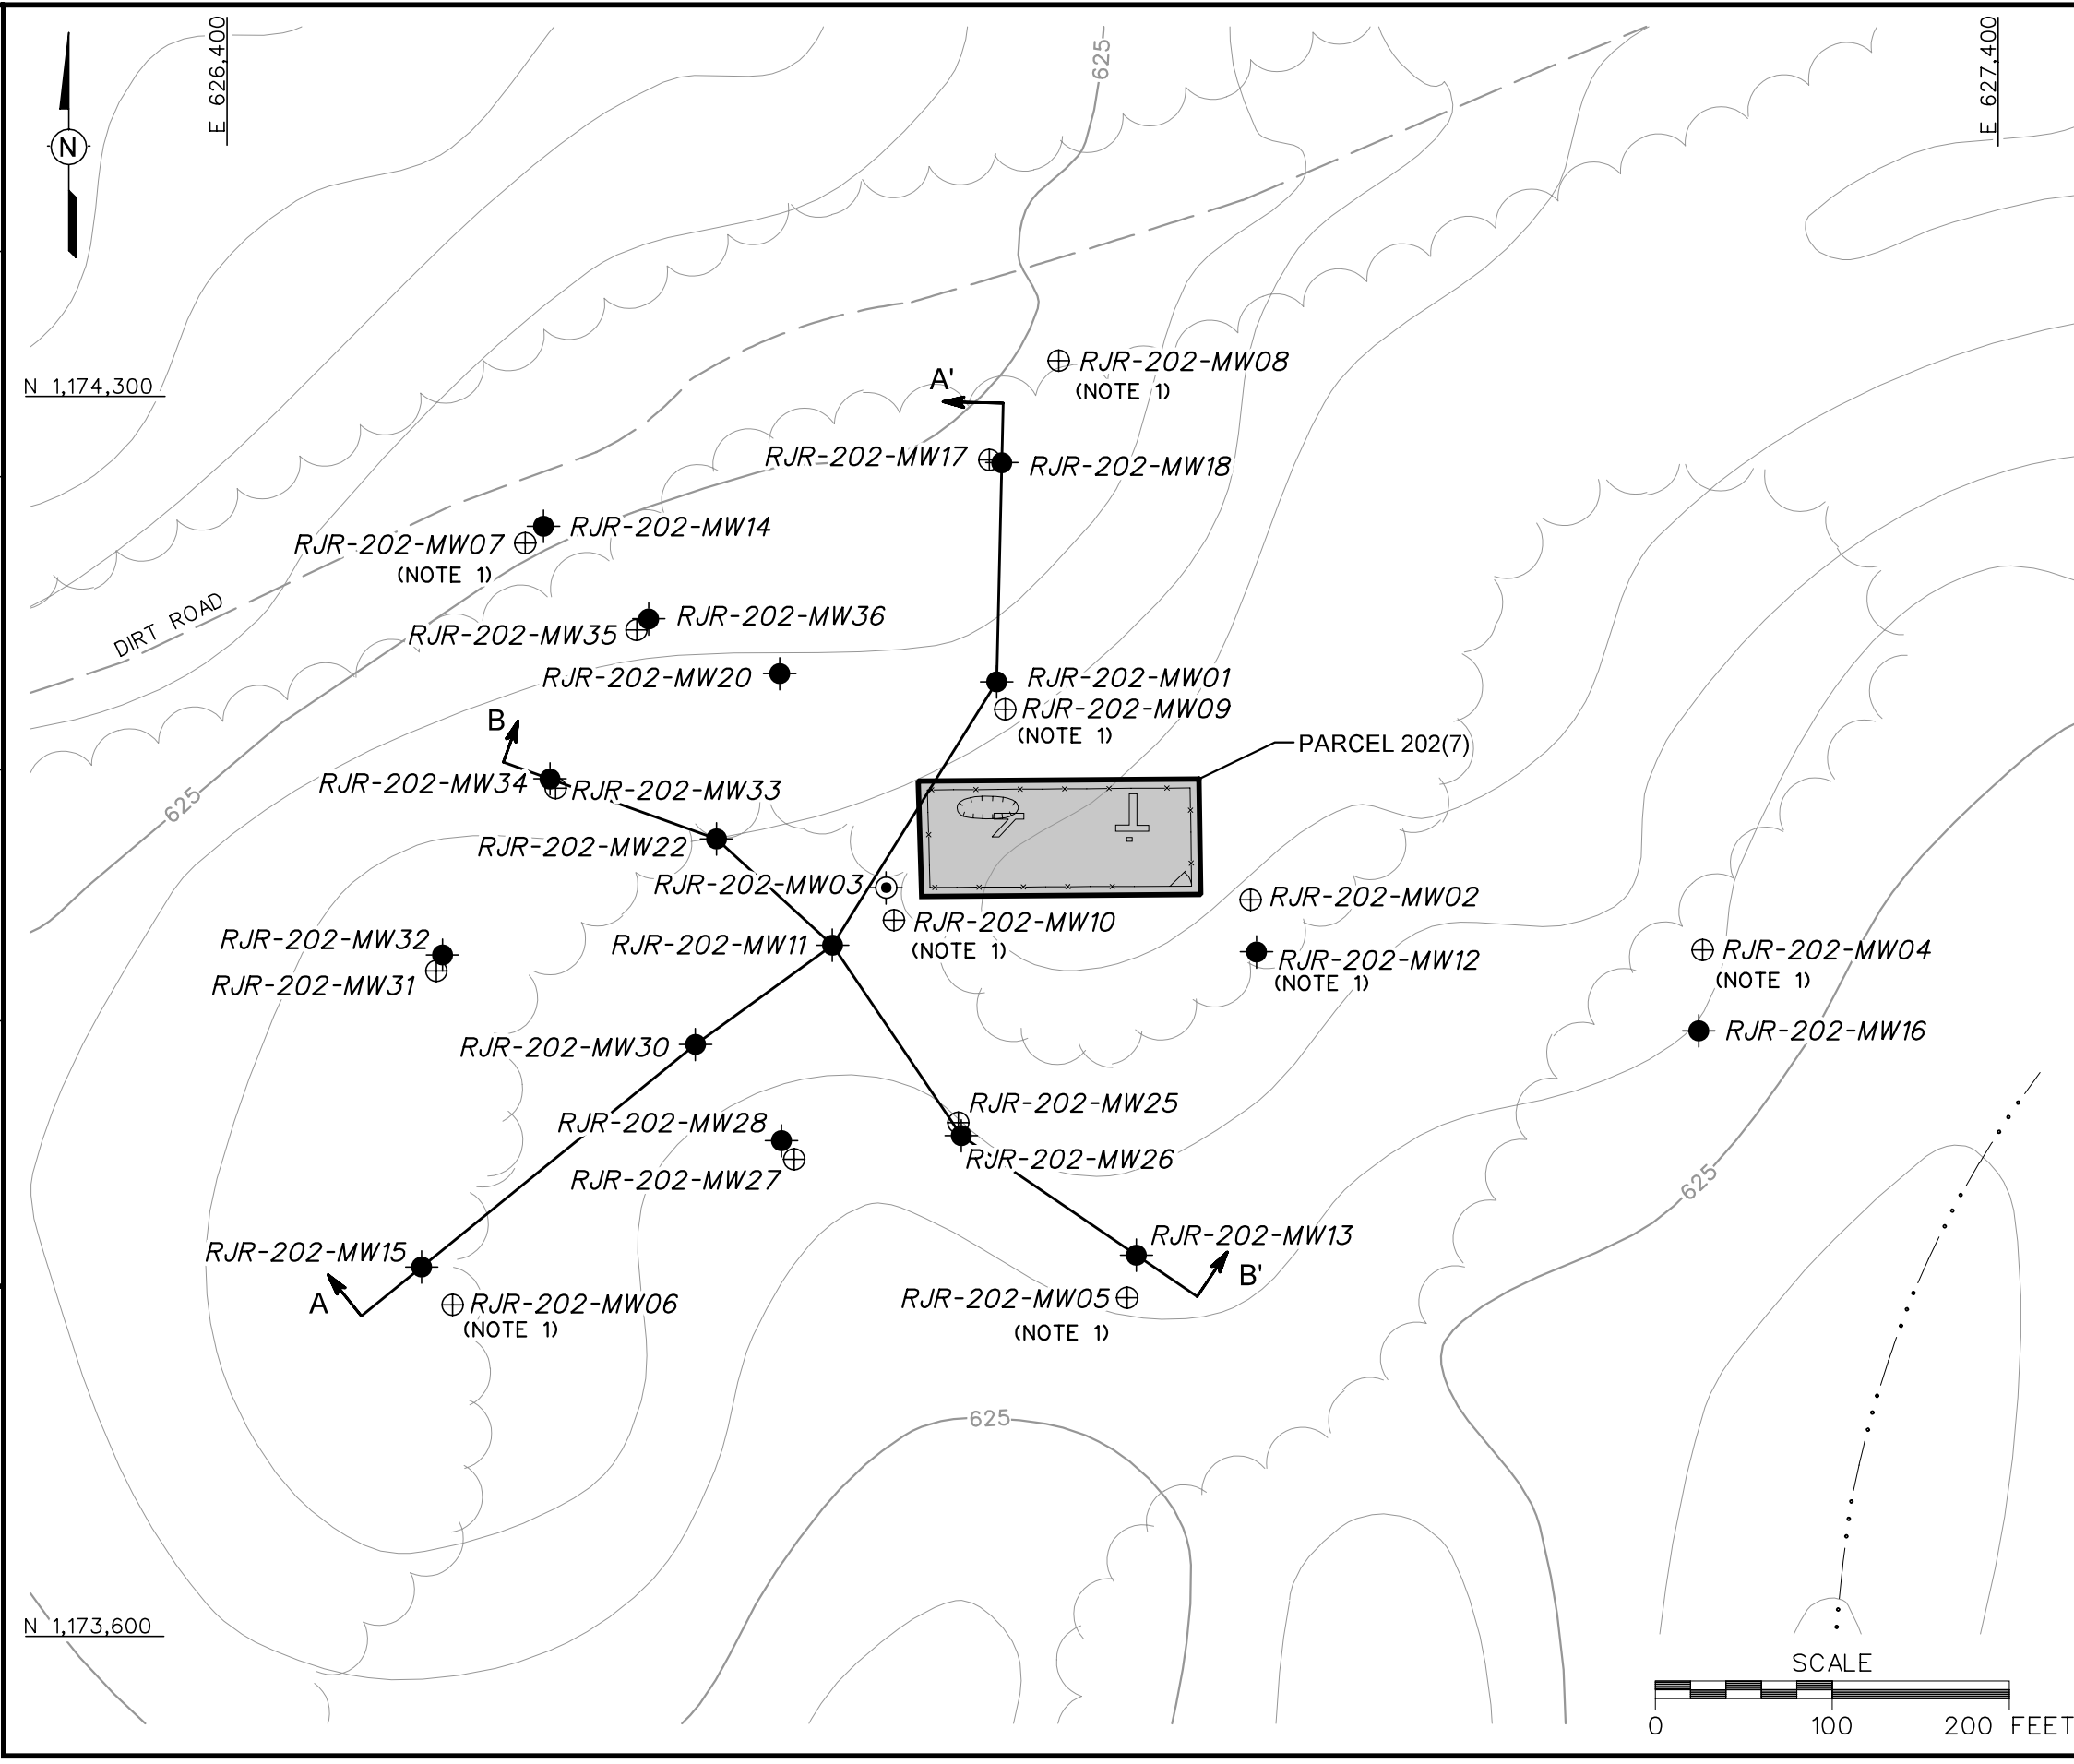 E 626,400
625
E 627,400
N
N 1,174,300
RJR-202-MW08
(NOTE 1)
A'
RJR-202-MW17
RJR-202-MW18
RJR-202-MW14
RJR-202-MW07
(NOTE 1)
DIRT ROAD
RJR-202-MW36
RJR-202-MW35
RJR-202-MW20
RJR-202-MW01
RJR-202-MW09
(NOTE 1)
B
PARCEL 202(7)
RJR-202-MW34
RJR-202-MW33
625
RJR-202-MW22
RJR-202-MW03
RJR-202-MW02
RJR-202-MW10
(NOTE 1)
RJR-202-MW32
RJR-202-MW11
RJR-202-MW04
(NOTE 1)
RJR-202-MW12
(NOTE 1)
RJR-202-MW31
RJR-202-MW16
RJR-202-MW30
RJR-202-MW25
RJR-202-MW28
RJR-202-MW26
RJR-202-MW27
625
RJR-202-MW13
RJR-202-MW15
B'
A
RJR-202-MW06
(NOTE 1)
RJR-202-MW05
(NOTE 1)
625
N 1,173,600
SCALE
0 100 200 FEET